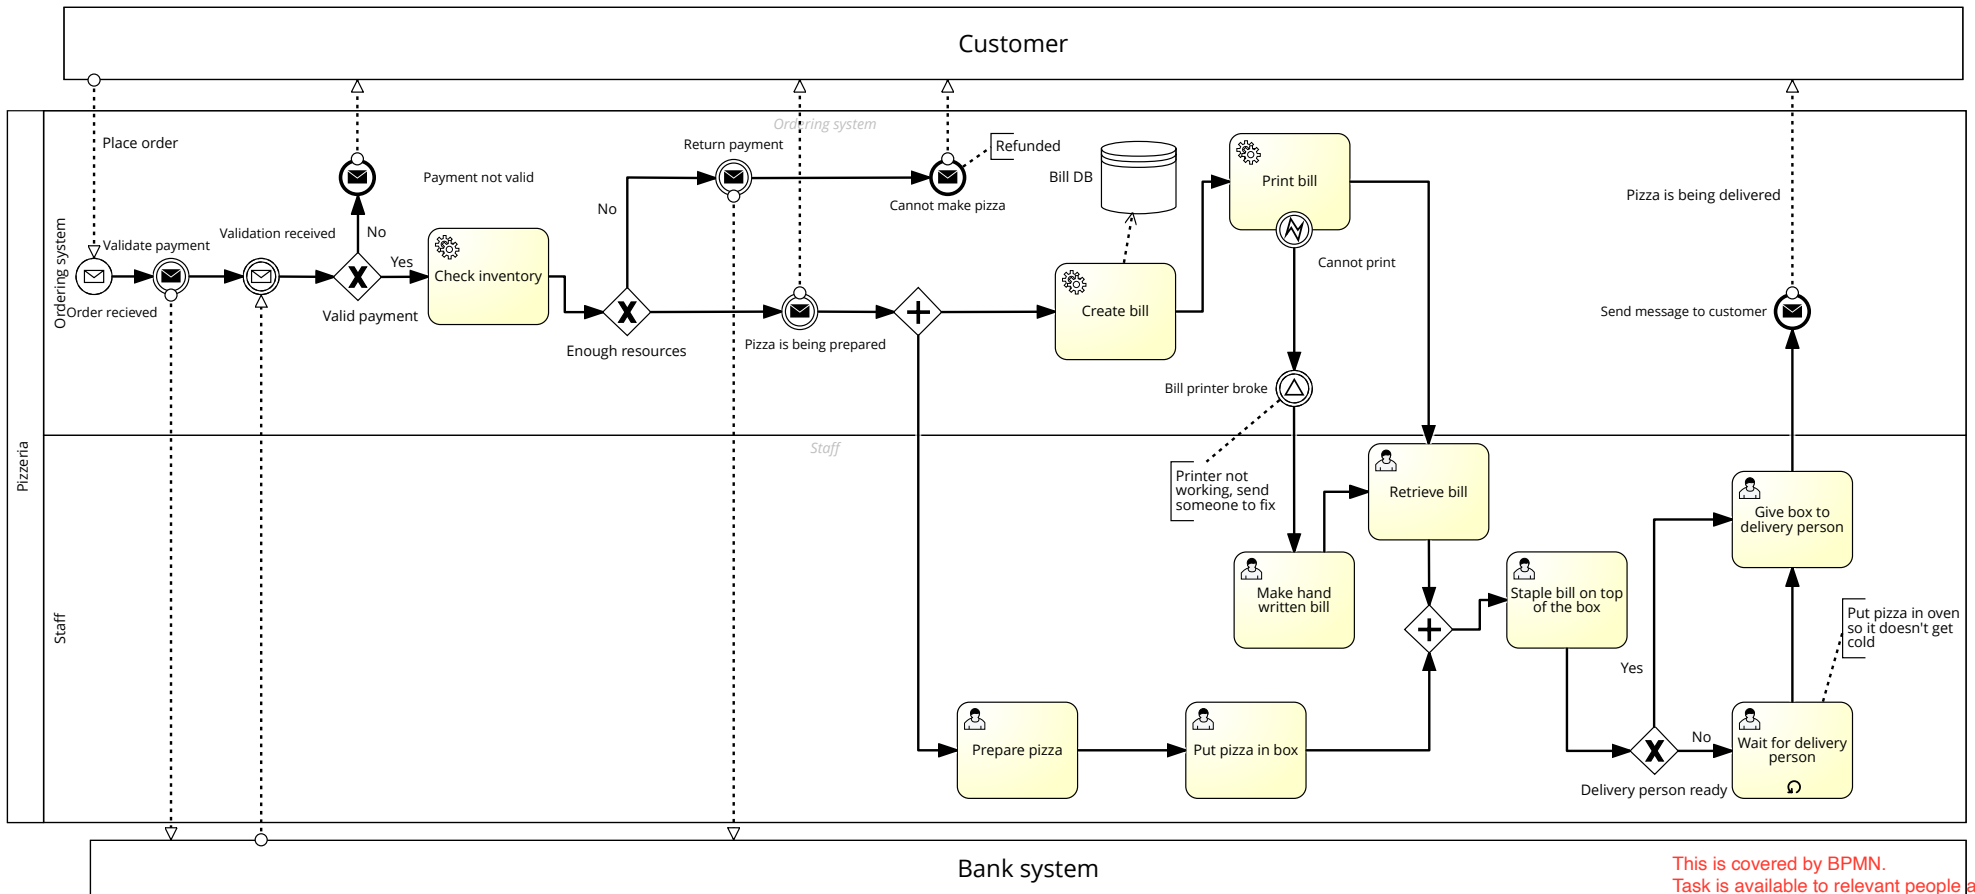 Customer
Place order
Ordering system
Return payment
Refunded
Payment not valid
Bill DB
Print bill
Cannot make pizza
Pizza is being delivered
No
Validation received
No
Validate payment
Yes
Check inventory
Cannot print
Ordering system
Order recieved
Valid payment
Create bill
Send message to customer
Enough resources
Pizza is being prepared
Bill printer broke
Pizzeria
Staff
Printer not
working, send
someone to fix
Retrieve bill
Give box to
delivery person
Staff
Make hand
written bill
Staple bill on top
of the box
Put pizza in oven
so it doesn't get
cold
Yes
Prepare pizza
Put pizza in box
No
Wait for delivery
person
Delivery person ready
Bank system
This is covered by BPMN.
Task is available to relevant people